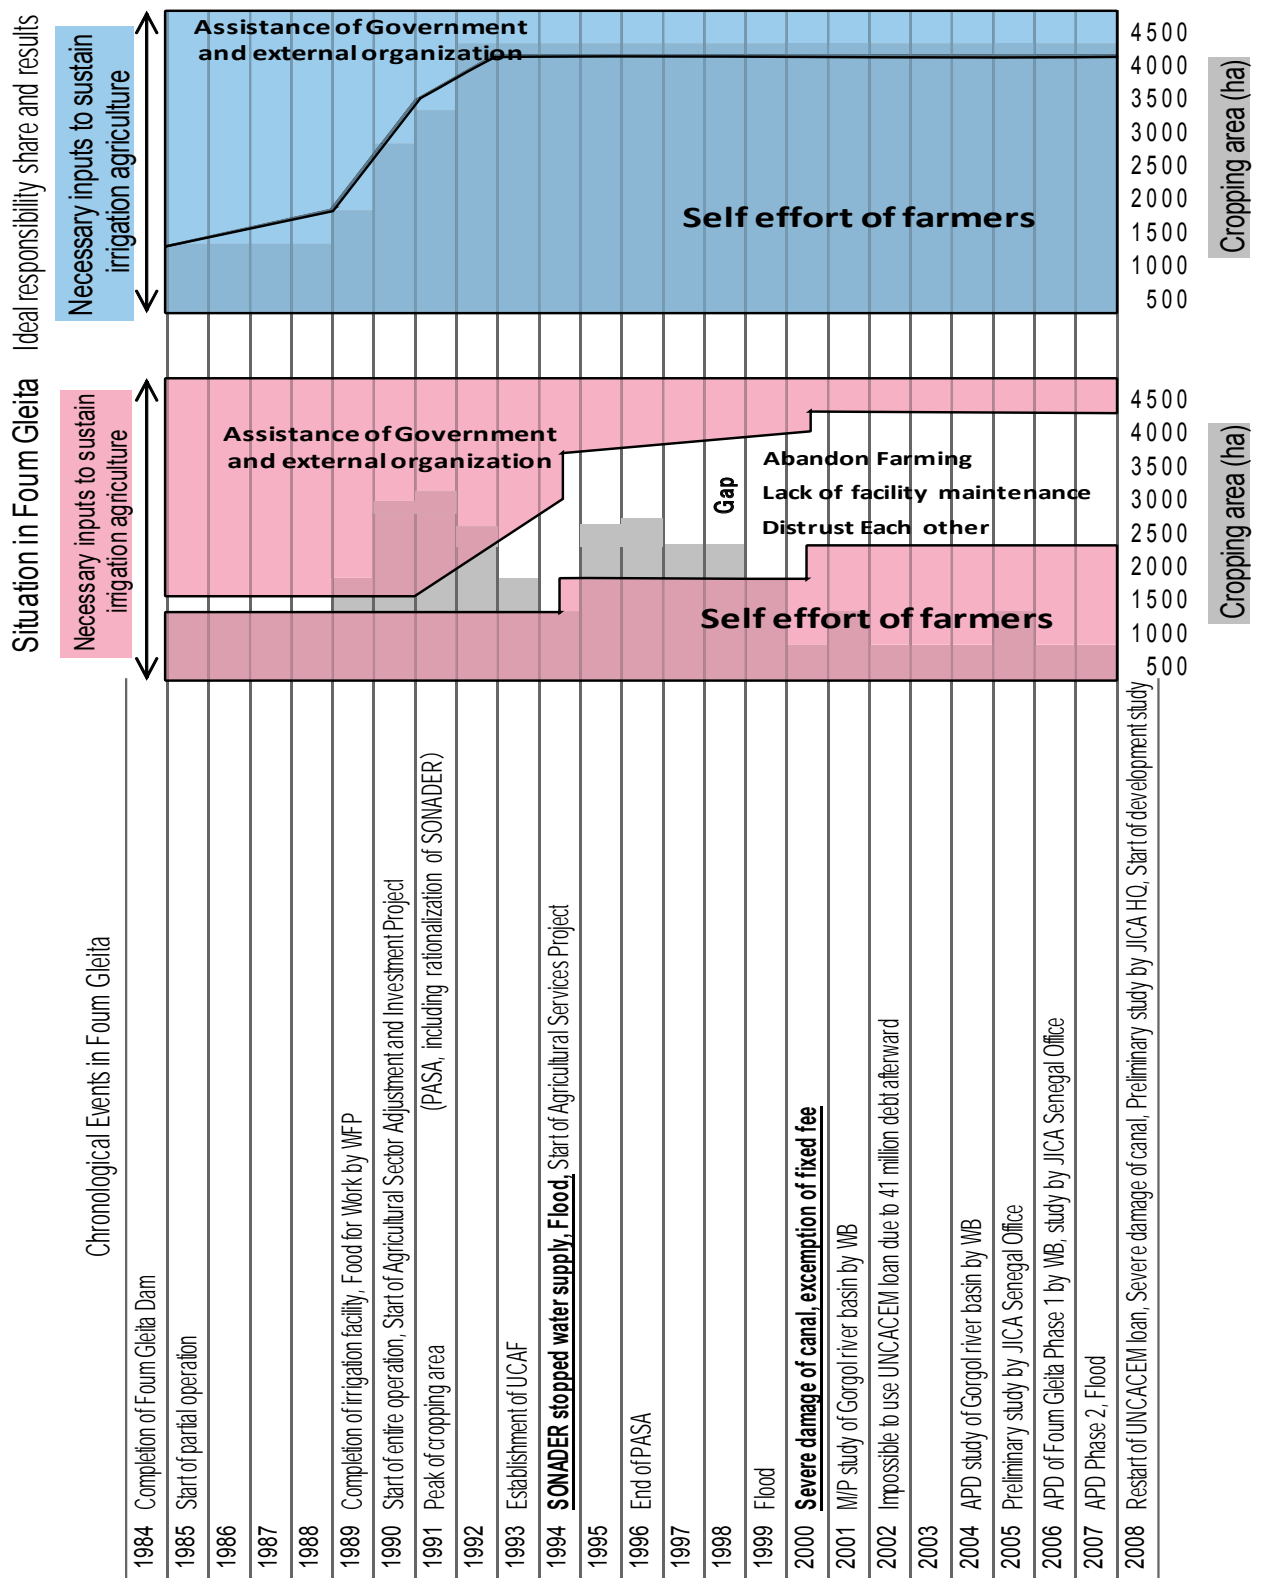 Ideal responsibility share and results
Necessary inputs to sustain
irrigation agriculture
Assistance of Government
and external organization
Self effort of farmers
4500
4000
3500
3000
2500
2000
1500
1000
500
Cropping area (ha)
Situation in Foum Gleita
Necessary inputs to sustain
irrigation agriculture
Assistance of Government
and external organization
Gap
Abandon Farming
Lack of facility maintenance
Distrust Each other
Self effort of farmers
4500
4000
3500
3000
2500
2000
1500
1000
500
Cropping area (ha)
Chronological Events in Foum Gleita
1984 Completion of Foum Gleita Dam
1985 Start of partial operation
1986
1987
1988
1989 Completion of irrigation facility, Food for Work by WFP
1990 Start of entire operation, Start of Agricultural Sector Adjustment and Investment Project
1991 Peak of cropping area (PASA, including rationalization of SONADER)
1992
1993 Establishment of UCAF
1994 SONADER stopped water supply, Flood, Start of Agricultural Services Project
1995
1996 End of PASA
1997
1998
1999 Flood
2000 Severe damage of canal, excemption of fixed fee
2001 M/P study of Gorgol river basin by WB
2002 Impossible to use UNCACEM loan due to 41 million debt afterward
2003
2004 APD study of Gorgol river basin by WB
2005 Preliminary study by JICA Senegal Office
2006 APD of Foum Gleita Phase 1 by WB, study by JICA Senegal Office
2007 APD Phase 2, Flood
2008 Restart of UNCACEM loan, Severe damage of canal, Preliminary study by JICA HQ, Start of development study